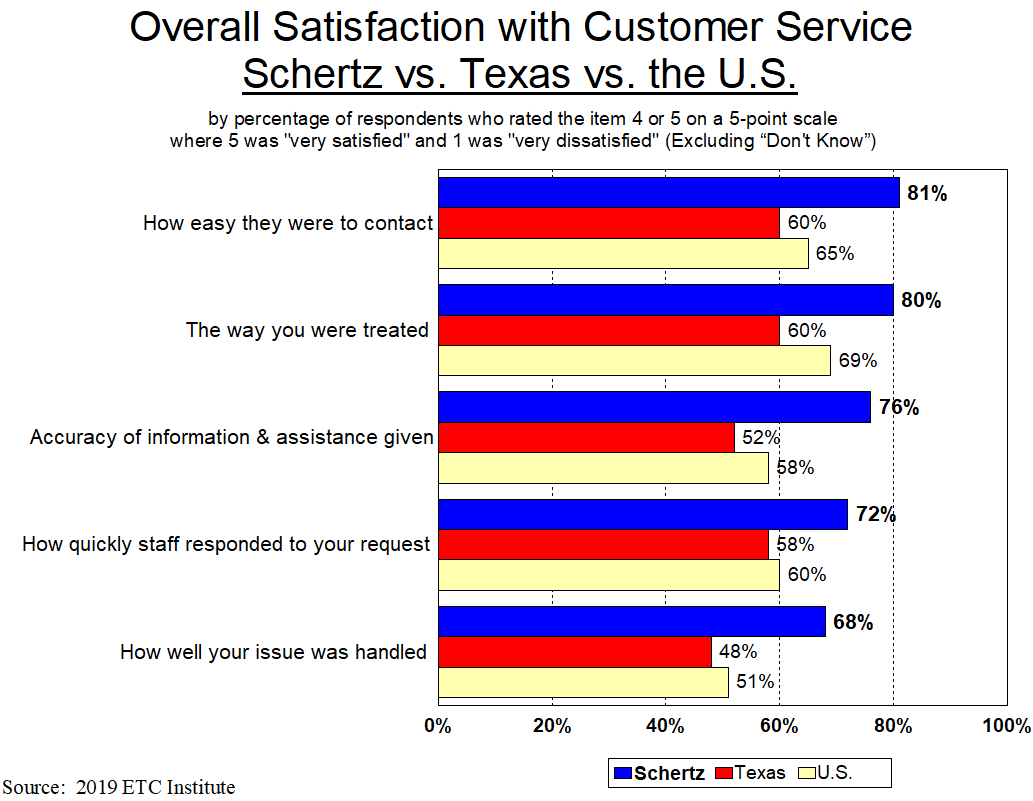 Overall Satisfaction with Customer Service
Schertz vs. Texas vs. the U.S.
by percentage of respondents who rated the item 4 or 5 on a 5-point scale
where 5 was "very satisfied" and 1 was "very dissatisfied" (Excluding “Don't Know”)
81%
How easy they were to contact 60%
65%
80%
The way you were treated 60%
69%
76%
Accuracy of information & assistance given 52%
58%
72%
How quickly staff responded to your request 58%
60%
68%
How well your issue was handled 48%
51%
0% 20% 40% 60% 80% 100%
Schertz Texas U.S.
Source: 2019 ETC Institute